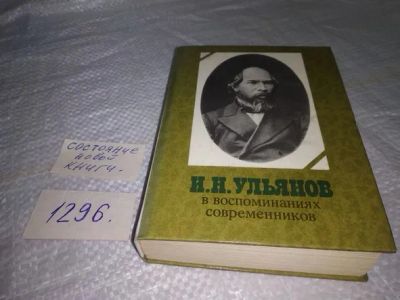 состояние
новой
книги.
1296.
И.Н.УЛЬЯНОВ
в воспоминаниях
современников